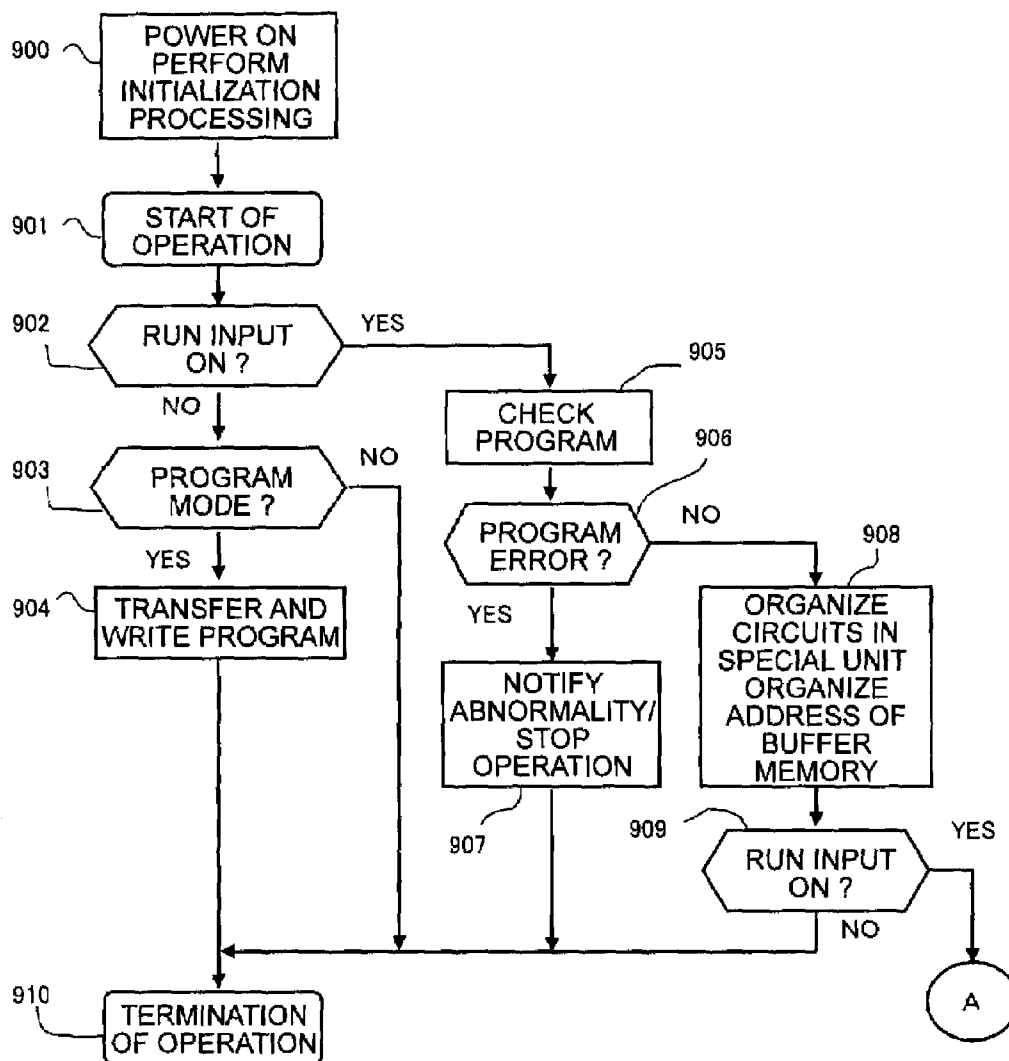 900
POWER ON
PERFORM
INITIALIZATION
PROCESSING
901
START OF
OPERATION
902
RUN INPUT
ON ?
YES
NO
903
PROGRAM
MODE ?
NO
YES
904
TRANSFER AND
WRITE PROGRAM
905
CHECK
PROGRAM
906
PROGRAM
ERROR ?
NO
YES
NOTIFY
ABNORMALITY/
STOP
OPERATION
907
908
ORGANIZE
CIRCUITS IN
SPECIAL UNIT
ORGANIZE
ADDRESS OF
BUFFER
MEMORY
909
RUN INPUT
ON ?
YES
NO
A
910
TERMINATION
OF OPERATION